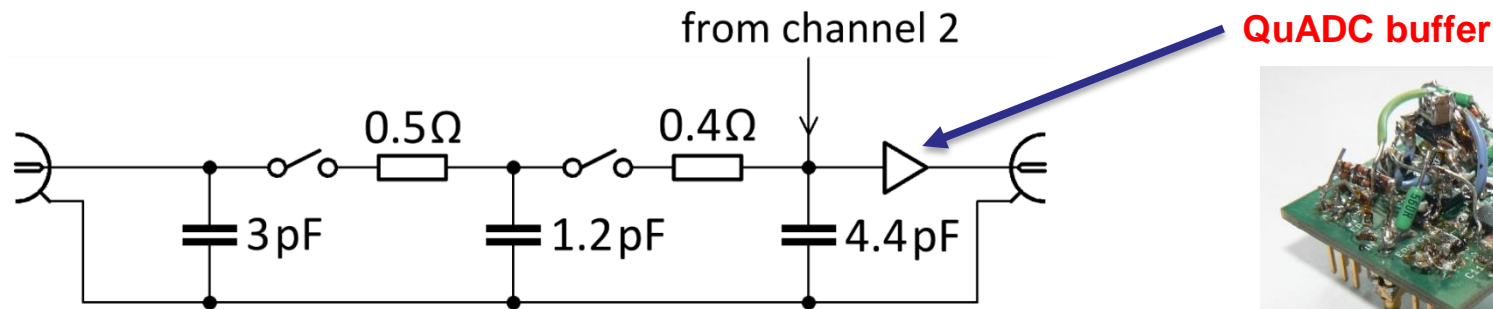 from channel 2
QuADC buffer
0.5Ω
0.4Ω
3pF
1.2pF
4.4pF